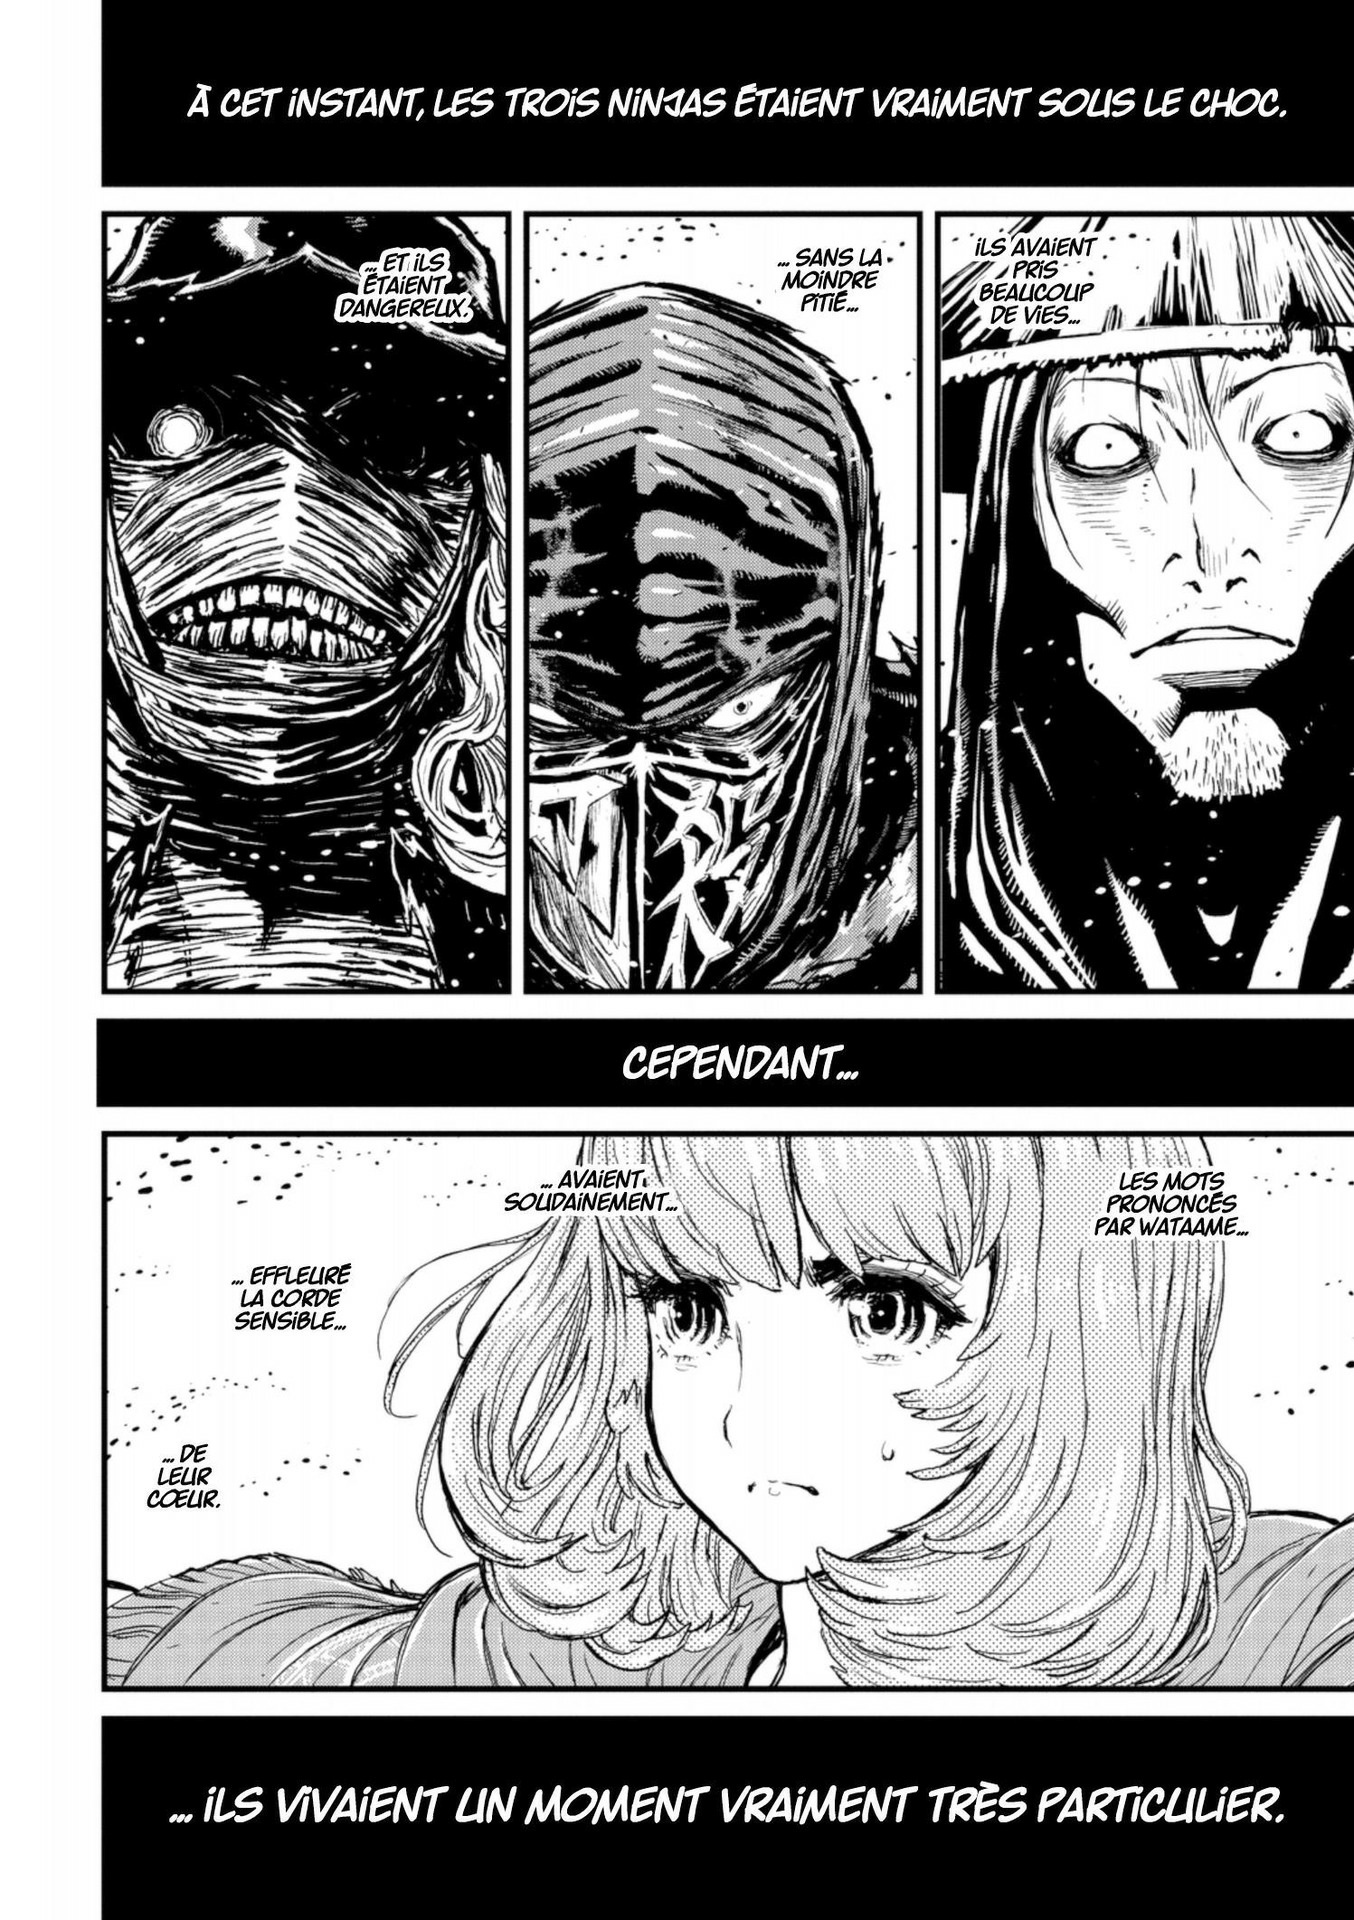 À CET INSTANT, LES TROIS NINJAS ÉTAIENT VRAIMENT SOUS LE CHOC.
ILS AVAIENT
PRIS
BEAUCOUP
DE VIES...
... SANS LA
MOINDRE
PITIÉ...
... ET ILS
ÉTAIENT
DANGEREUX.
CEPENDANT...
LES MOTS
PRONONCÉS
PAR WATAAME...
... AVAIENT
SOUDAINEMENT...
... EFFLEURÉ
LA CORDE
SENSIBLE...
... DE
LEUR
COEUR.
... ILS VIVAIENT UN MOMENT VRAIMENT TRÈS PARTICULIER.